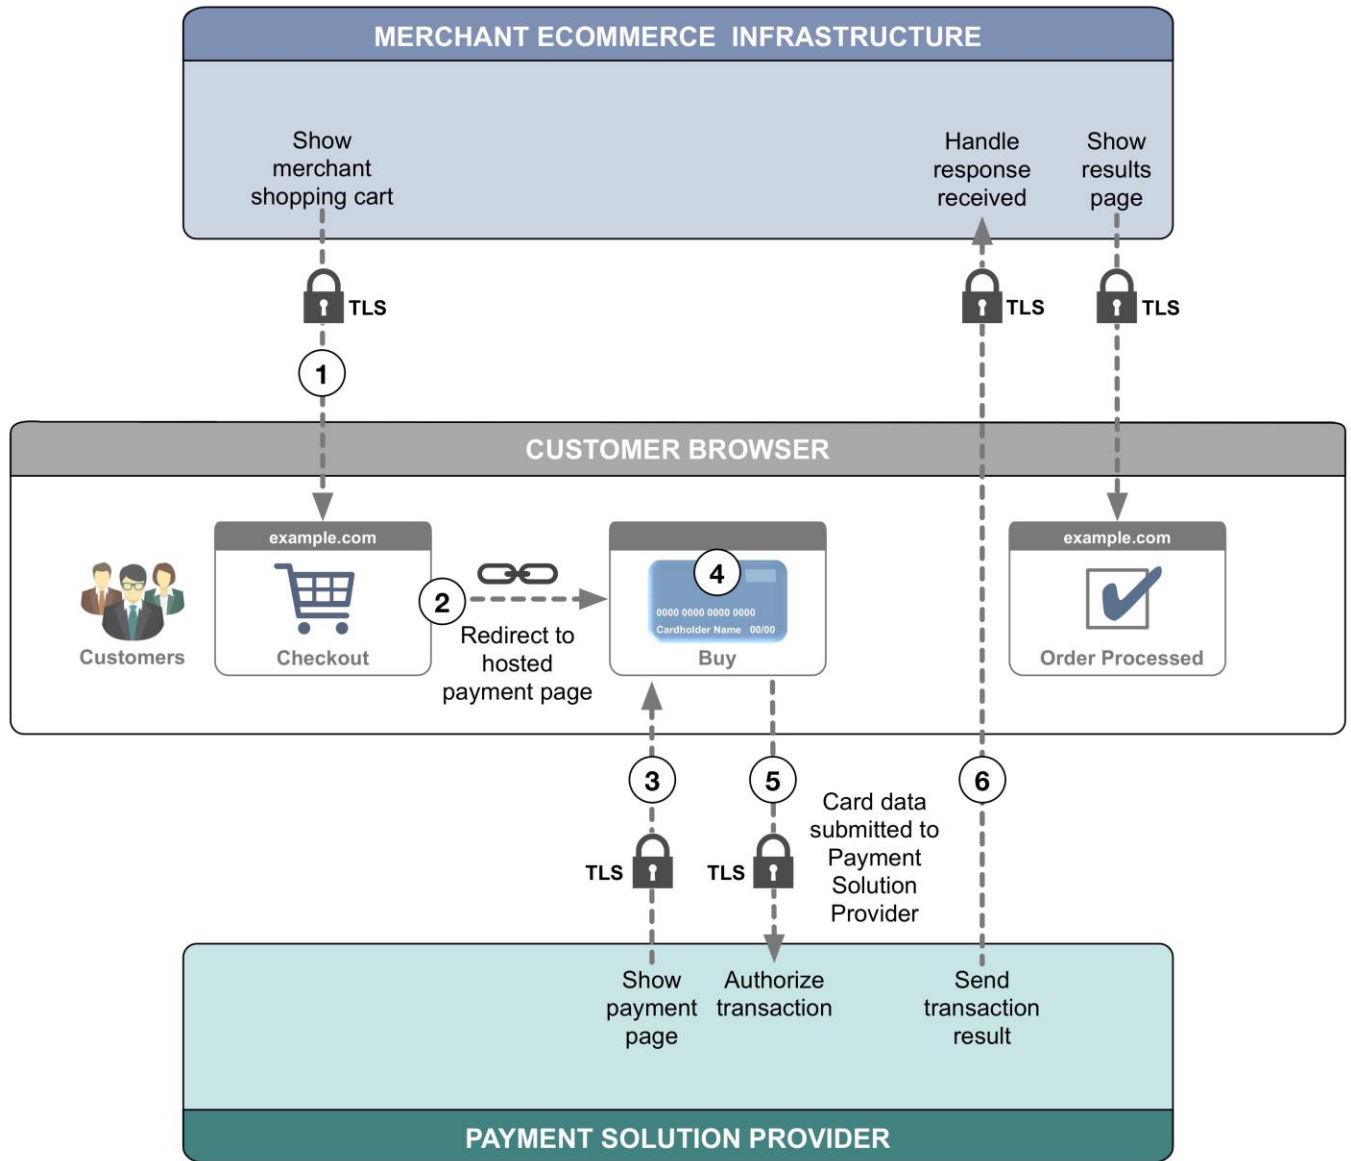 MERCHANT ECOMMERCE INFRASTRUCTURE
Show
merchant
shopping cart
Handle
response
received
Show
results
page
TLS
TLS
TLS
1
CUSTOMER BROWSER
example.com
example.com
4
0000 0000 0000 0000
Cardholder Name 00/00
2
Customers
Checkout
Redirect to
hosted
payment page
Buy
Order Processed
3
5
6
Card data
submitted to
Payment
Solution
Provider
TLS
TLS
Show
payment
page
Authorize
transaction
Send
transaction
result
PAYMENT SOLUTION PROVIDER